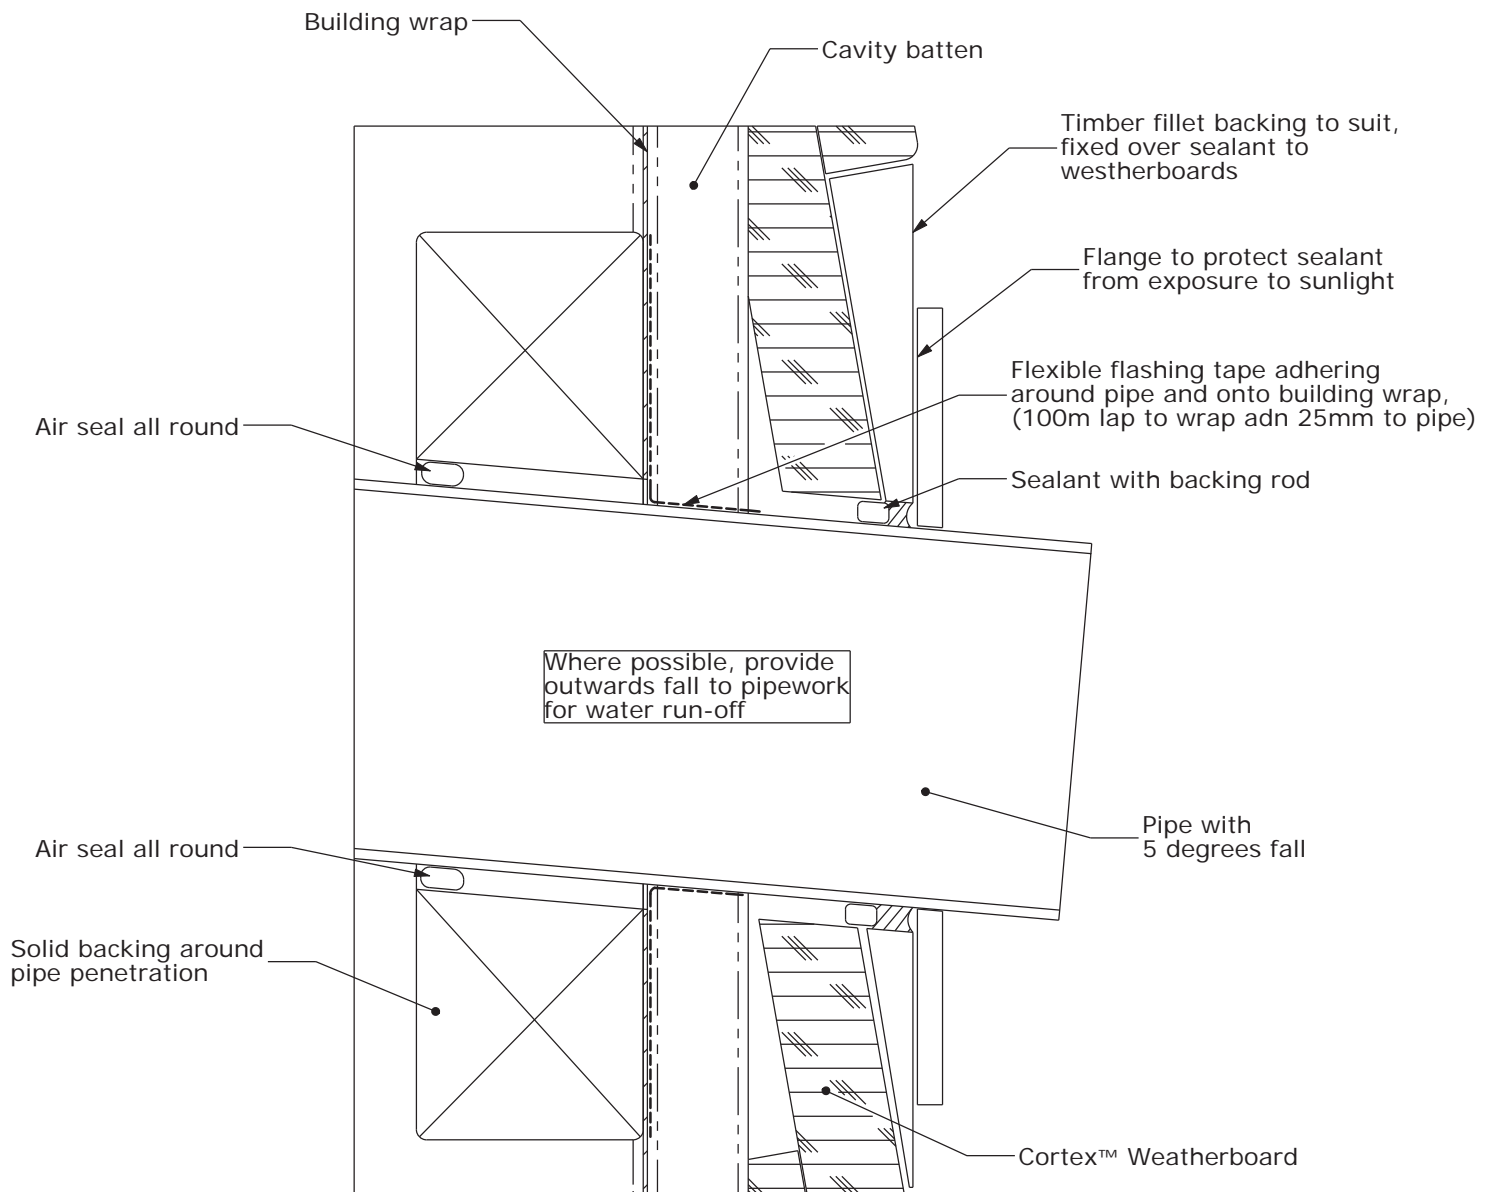 Building wrap
Cavity batten
Timber fillet backing to suit,
fixed over sealant to
westherboards
Flange to protect sealant
from exposure to sunlight
Flexible flashing tape adhering
around pipe and onto building wrap,
(100m lap to wrap adn 25mm to pipe)
Air seal all round
Sealant with backing rod
Where possible, provide
outwards fall to pipework
for water run-off
Pipe with
5 degrees fall
Air seal all round
Solid backing around
pipe penetration
Cortex™ Weatherboard